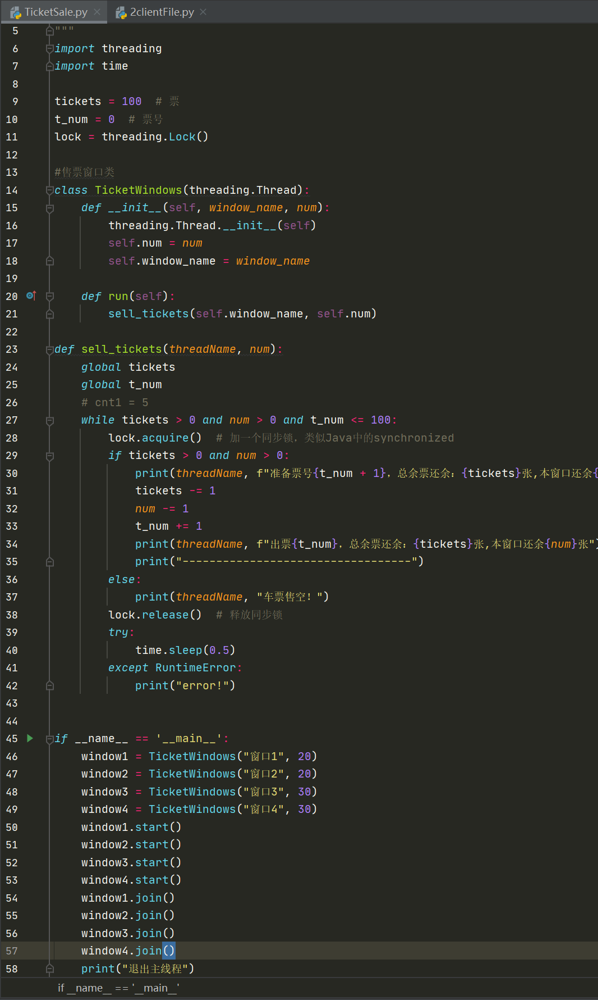 TicketSale.py
2clientFile.py
5 """
6 import threading
7 import time
8
9 tickets = 100  # 票
10 t_num = 0  # 票号
11 lock = threading.Lock()
12
13 #售票窗口类
14 class TicketWindows(threading.Thread):
15     def __init__(self, window_name, num):
16         threading.Thread.__init__(self)
17         self.num = num
18         self.window_name = window_name
19
20     def run(self):
21         sell_tickets(self.window_name, self.num)
22
23 def sell_tickets(threadName, num):
24     global tickets
25     global t_num
26     # cnt1 = 5
27     while tickets > 0 and num > 0 and t_num <= 100:
28         lock.acquire()  # 加一个同步锁，类似Java中的synchronized
29         if tickets > 0 and num > 0:
30             print(threadName, f"准备票号{t_num + 1}，总余票还余：{tickets}张,本窗口还余{
31             tickets -= 1
32             num -= 1
33             t_num += 1
34             print(threadName, f"出票{t_num}，总余票还余：{tickets}张,本窗口还余{num}张")
35             print("----------------------------------")
36         else:
37             print(threadName, "车票售空！")
38         lock.release()  # 释放同步锁
39         try:
40             time.sleep(0.5)
41         except RuntimeError:
42             print("error!")
43
44
45 if __name__ == '__main__':
46     window1 = TicketWindows("窗口1", 20)
47     window2 = TicketWindows("窗口2", 20)
48     window3 = TicketWindows("窗口3", 30)
49     window4 = TicketWindows("窗口4", 30)
50     window1.start()
51     window2.start()
52     window3.start()
53     window4.start()
54     window1.join()
55     window2.join()
56     window3.join()
57     window4.join()
58     print("退出主线程")
if __name__ == '__main__'